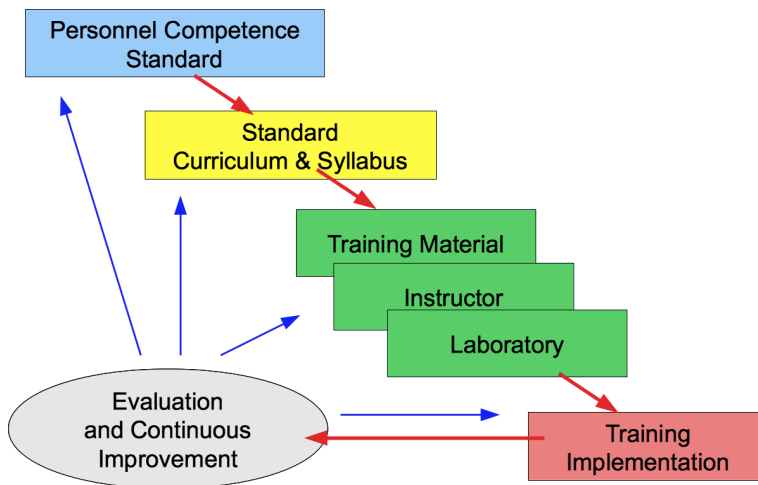 Personnel Competence
Standard
Standard
Curriculum & Syllabus
Training Material
Instructor
Laboratory
Evaluation
and Continuous
Improvement
Training
Implementation